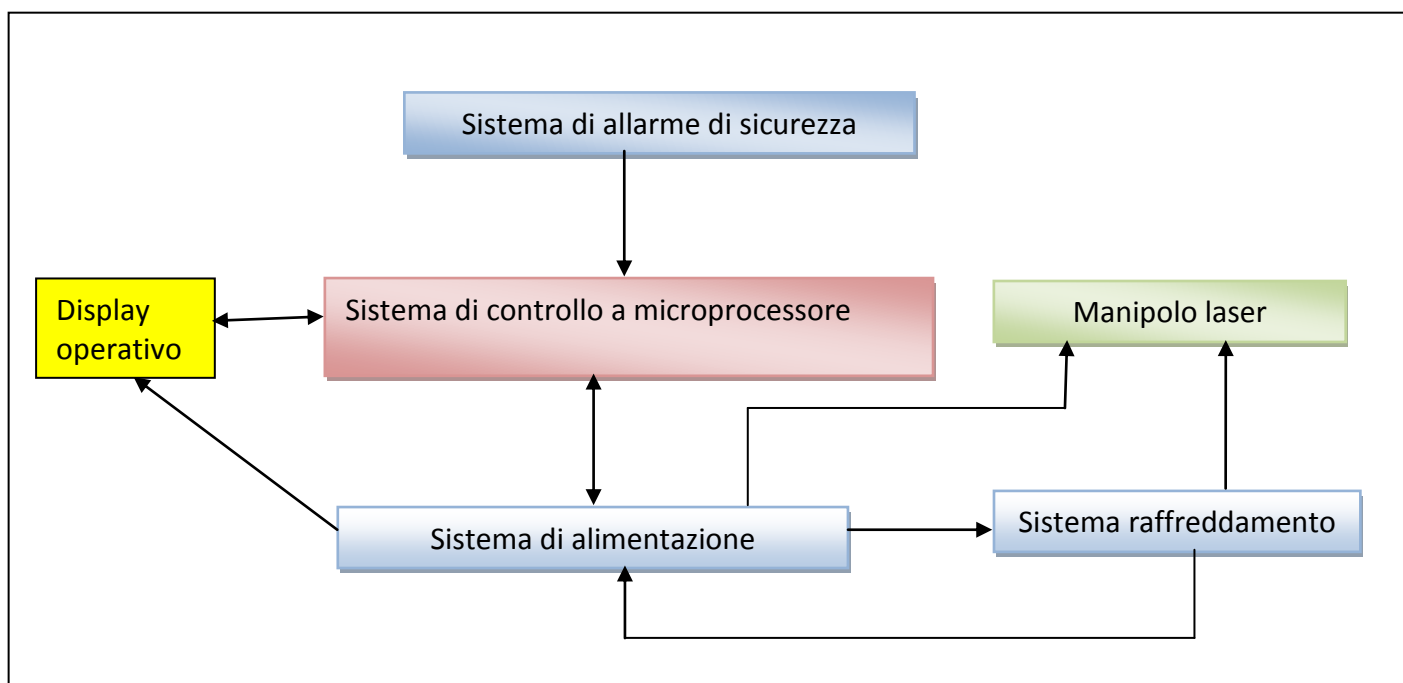 Sistema di allarme di sicurezza
Display
operativo
Sistema di controllo a microprocessore
Manipolo laser
Sistema di alimentazione
Sistema raffreddamento